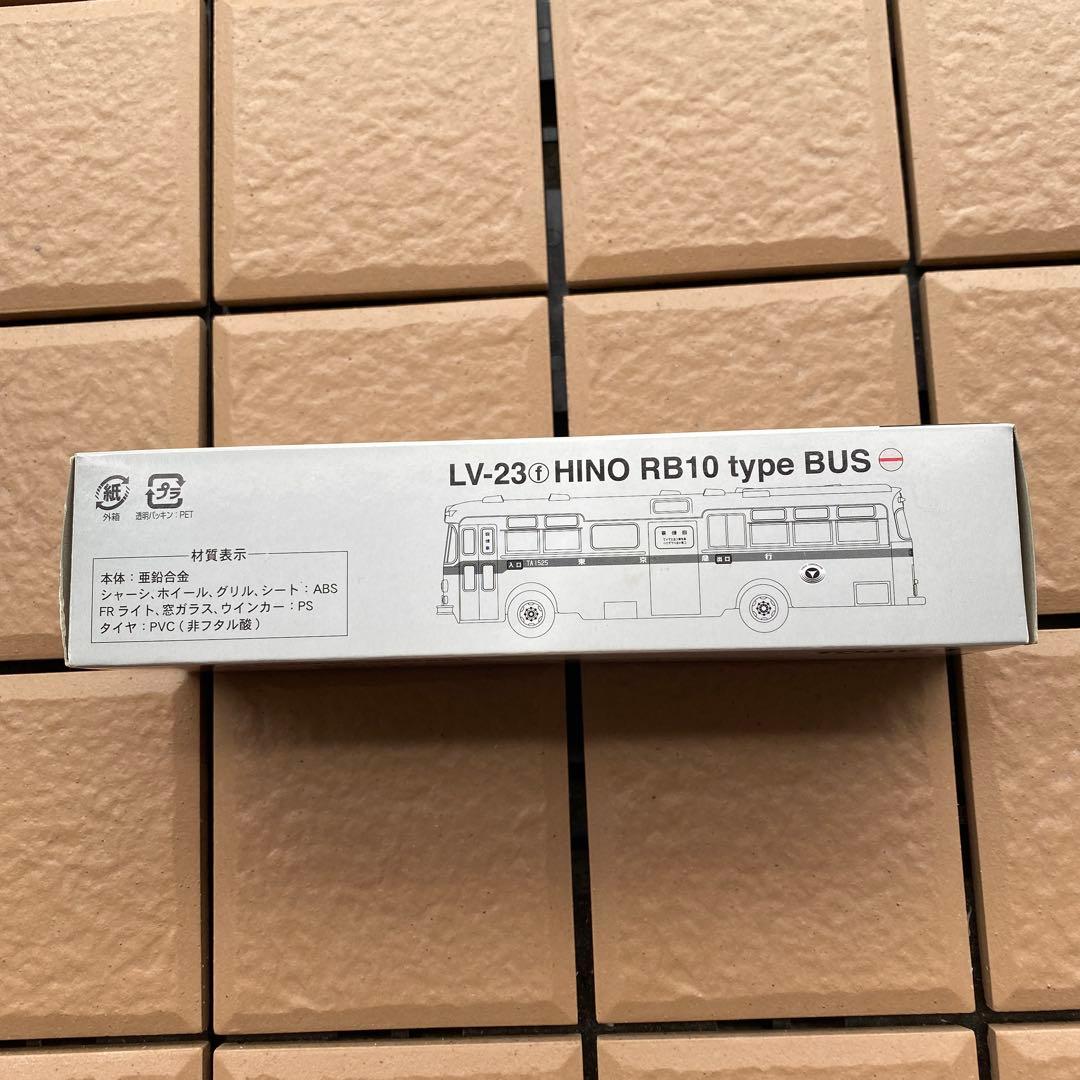 LV-23ⓕHINO RB10 type BUS
紙
外箱
プラ
透明パッキン：PET
材質表示
本体：亜鉛合金
シャーシ、ホイール、グリル、シート：ABS
FRライト、窓ガラス、ウインカー：PS
タイヤ：PVC（非フタル酸）
入口 TA1525 東京急行 出口